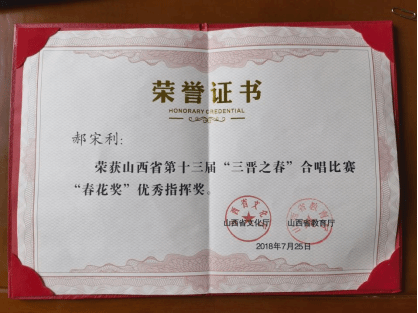 荣誉证书
HONORARY CREDENTIAL
郝宋利:
荣获山西省第十三届“三晋之春”合唱比赛
“春花奖”优秀指挥奖。
山西省文化厅 山西省教育厅
2018年7月25日